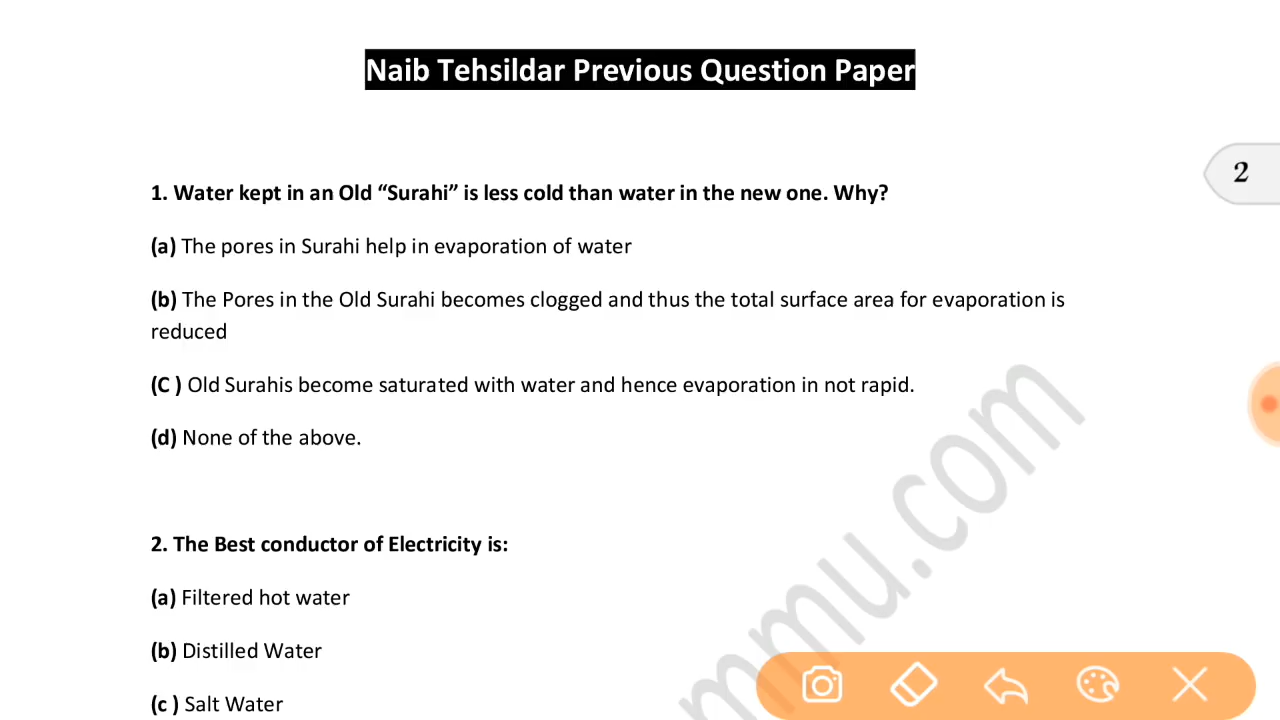 Naib Tehsildar Previous Question Paper
2
1. Water kept in an Old “Surahi” is less cold than water in the new one. Why?
(a) The pores in Surahi help in evaporation of water
(b) The Pores in the Old Surahi becomes clogged and thus the total surface area for evaporation is
reduced
(C ) Old Surahis become saturated with water and hence evaporation in not rapid.
(d) None of the above.
2. The Best conductor of Electricity is:
(a) Filtered hot water
(b) Distilled Water
(c ) Salt Water
mmu.com